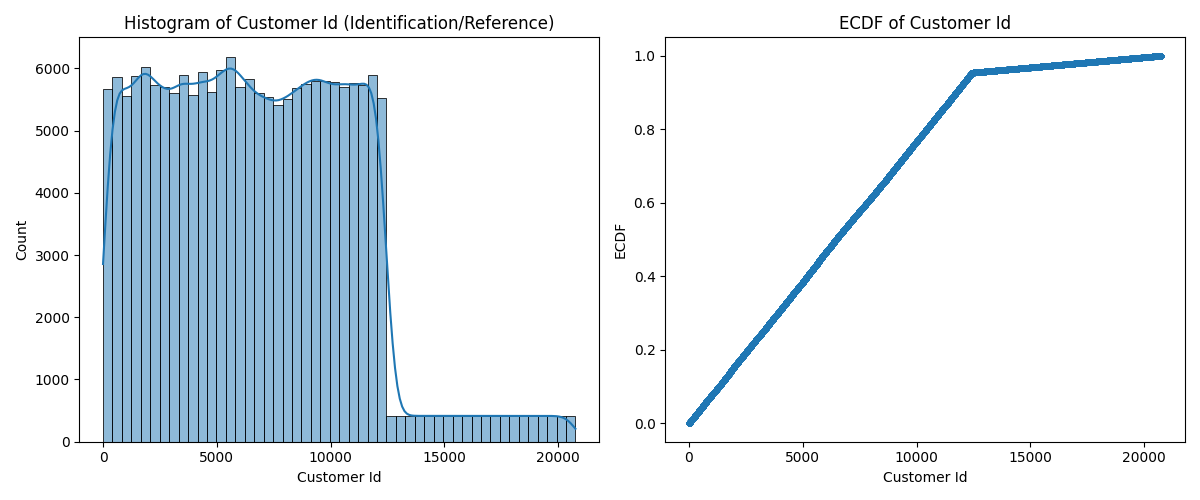 Histogram of Customer Id (Identification/Reference)
6000
5000
4000
3000
2000
1000
0
Count
0 5000 10000 15000 20000
Customer Id
ECDF of Customer Id
1.0
0.8
0.6
0.4
0.2
0.0
ECDF
0 5000 10000 15000 20000
Customer Id